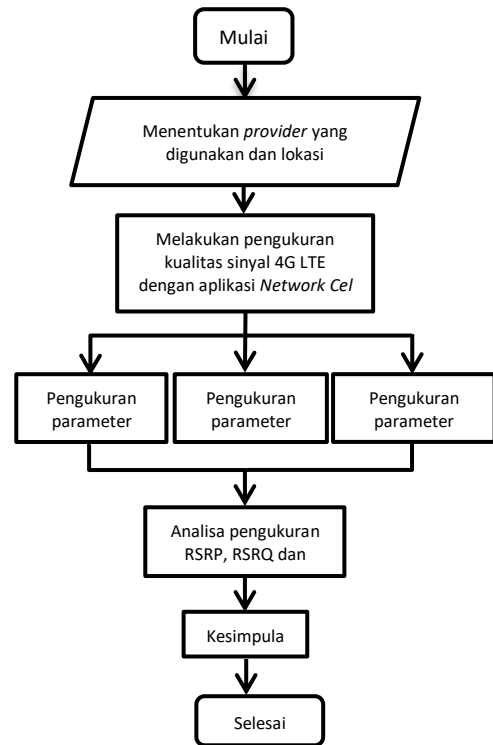 Mulai
Menentukan provider yang
digunakan dan lokasi
Melakukan pengukuran
kualitas sinyal 4G LTE
dengan aplikasi Network Cel
Pengukuran
parameter
Pengukuran
parameter
Pengukuran
parameter
Analisa pengukuran
RSRP, RSRQ dan
Kesimpula
Selesai